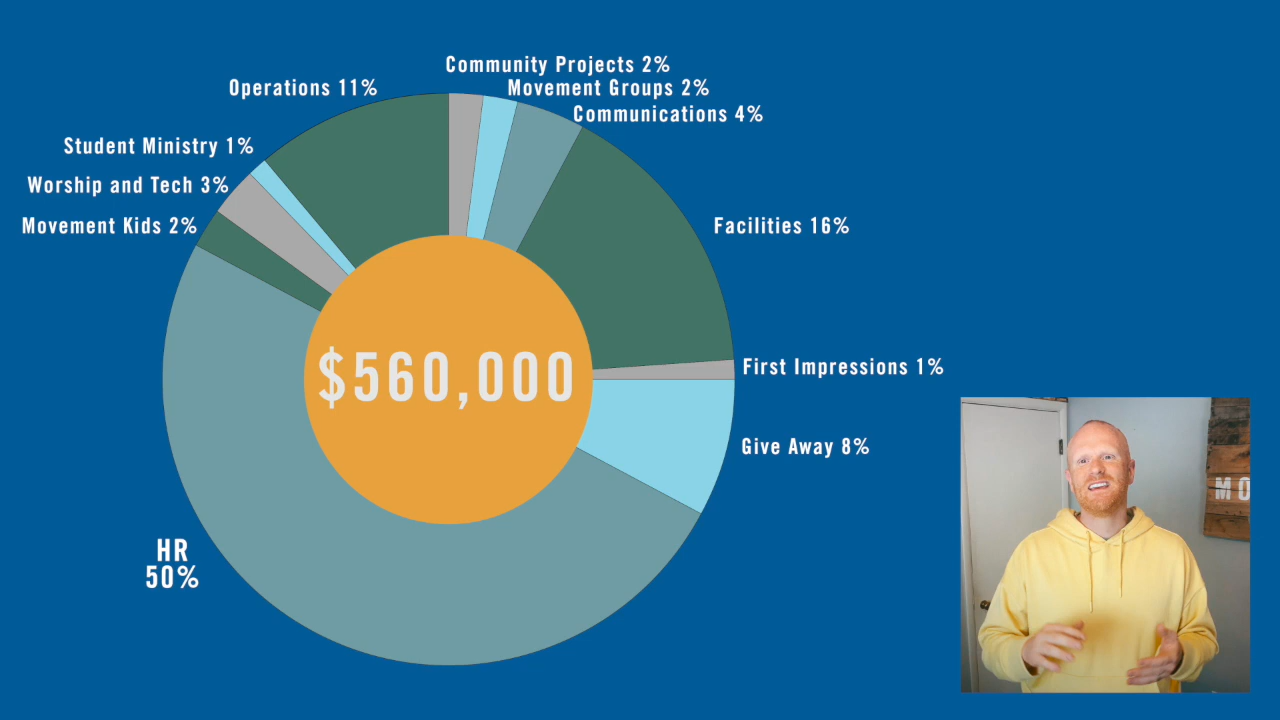 Community Projects 2%
Operations 11%
Movement Groups 2%
Communications 4%
Student Ministry 1%
Worship and Tech 3%
Movement Kids 2%
Facilities 16%
First Impressions 1%
$560,000
Give Away 8%
MO
HR
50%